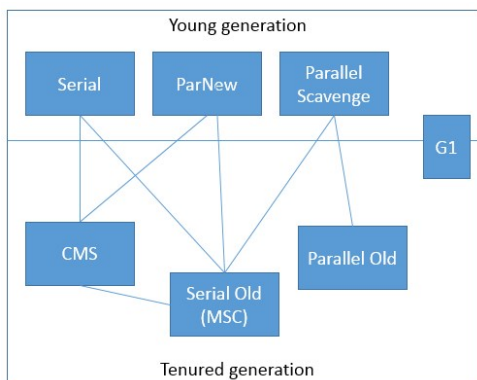 Young generation
Serial
ParNew
Parallel
Scavenge
G1
CMS
Serial Old
(MSC)
Parallel Old
Tenured generation